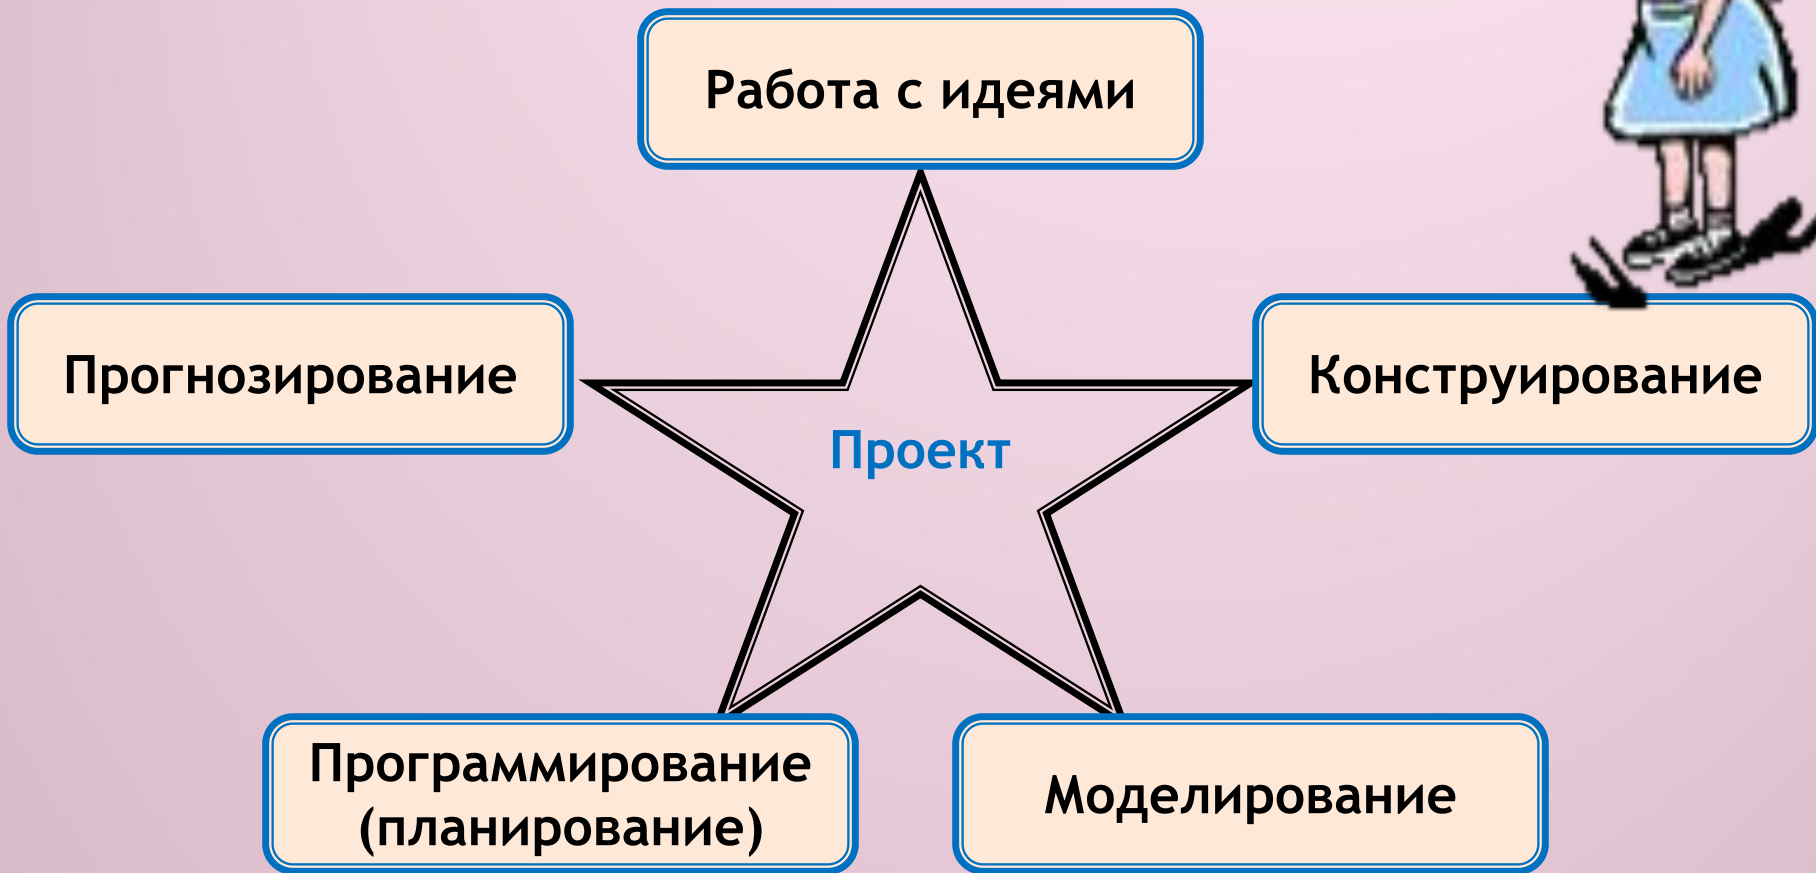 Работа с идеями
Прогнозирование
Конструирование
Проект
Программирование
(планирование)
Моделирование